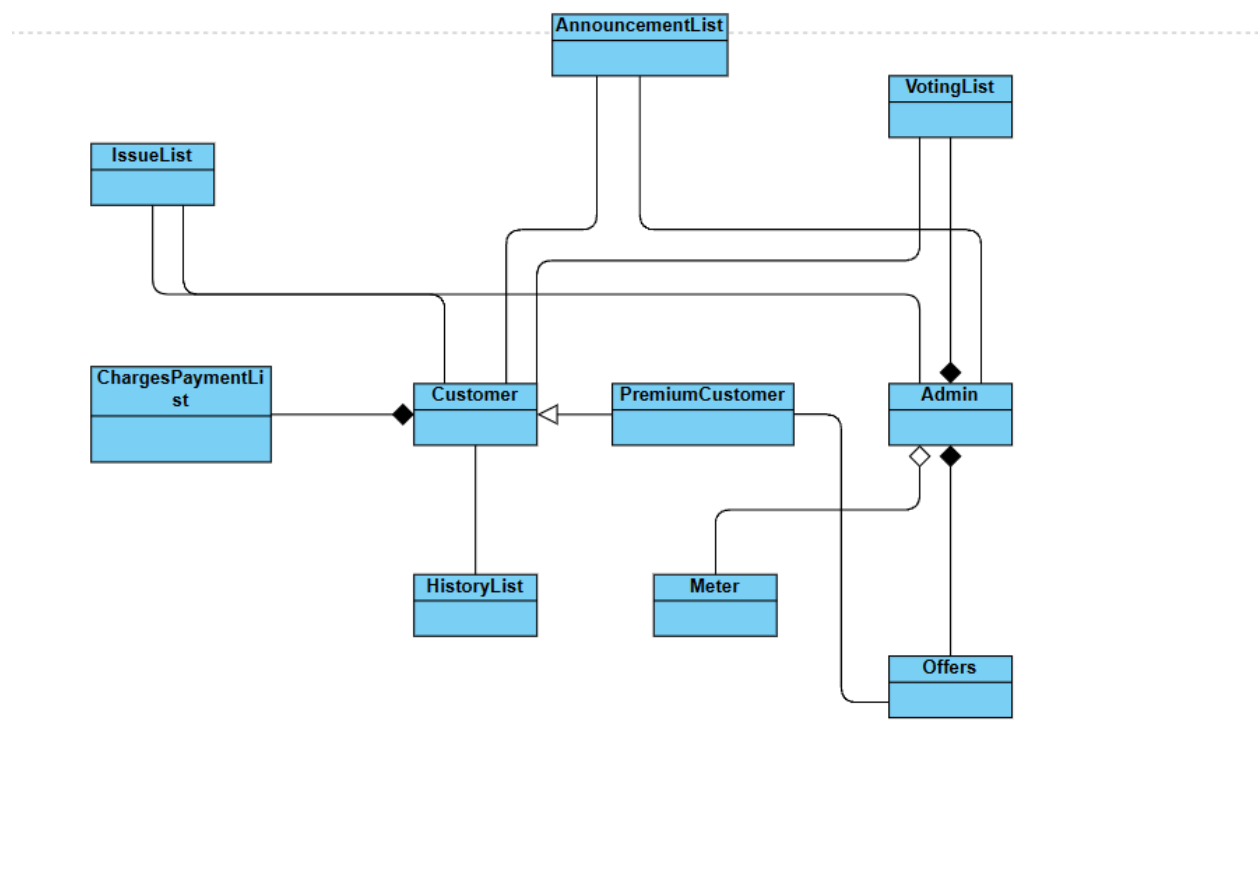 AnnouncementList
VotingList
IssueList
ChargesPaymentLi
st
Customer
PremiumCustomer
Admin
HistoryList
Meter
Offers